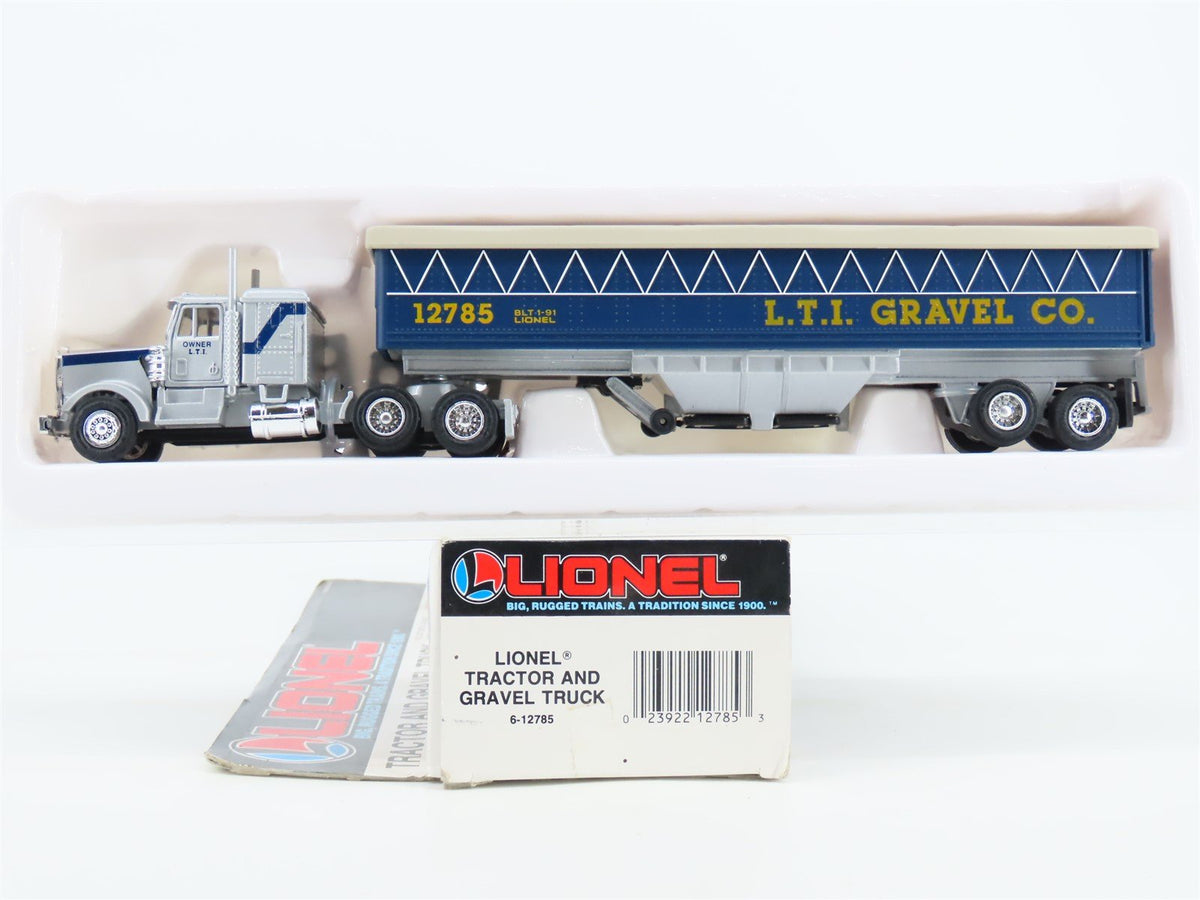 12785
BLT-1-91
LIONEL
L.T.I. GRAVEL CO.
OWNER
L.T.I.
LIONEL®
BIG, RUGGED TRAINS. A TRADITION SINCE 1900.™
LIONEL®
TRACTOR AND
GRAVEL TRUCK
6-12785
0 23922 12785 3
LIONEL
TRACTOR AND GRAVEL TRUCK